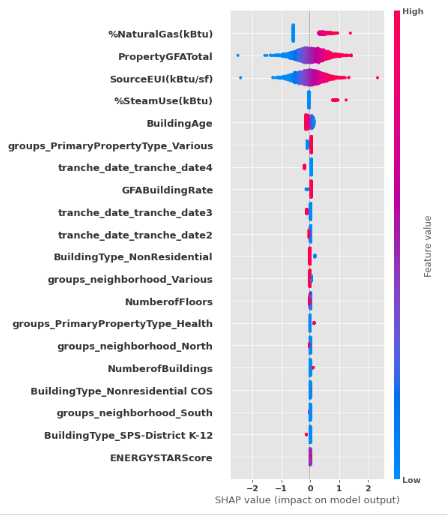 High
%NaturalGas(kBtu)
PropertyGFATotal
SourceEUI(kBtu/sf)
%SteamUse(kBtu)
BuildingAge
groups_PrimaryPropertyType_Various
tranche_date_tranche_date4
GFABuildingRate
tranche_date_tranche_date3
tranche_date_tranche_date2
BuildingType_NonResidential
groups_neighborhood_Various
NumberofFloors
groups_PrimaryPropertyType_Health
groups_neighborhood_North
NumberofBuildings
BuildingType_Nonresidential COS
groups_neighborhood_South
BuildingType_SPS-District K-12
ENERGYSTARScore
Feature value
Low
−2 −1 0 1 2
SHAP value (impact on model output)